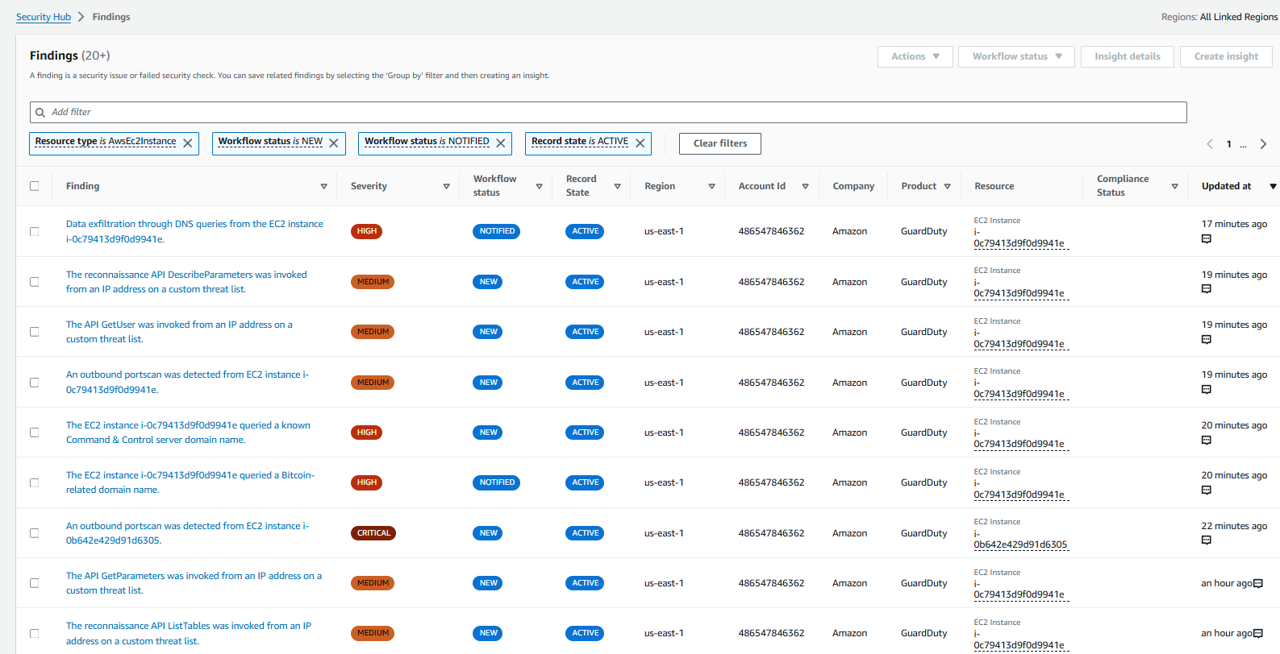 Security Hub > Findings
Regions: All Linked Regions
Findings (20+)
Actions ▼ Workflow status ▼ Insight details Create insight
A finding is a security issue or failed security check. You can save related findings by selecting the 'Group by' filter and then creating an insight.
Add filter
Resource type is AwsEc2Instance Workflow status is NEW Workflow status is NOTIFIED Record state is ACTIVE Clear filters
1 ...
Finding Severity Workflow status Record State Region Account Id Company Product Resource Compliance Status Updated at
Data exfiltration through DNS queries from the EC2 instance
i-0c79413d9f0d9941e.
HIGH NOTIFIED ACTIVE us-east-1 486547846362 Amazon GuardDuty
EC2 Instance
i-
0c79413d9f0d9941e
17 minutes ago
The reconnaissance API DescribeParameters was invoked
from an IP address on a custom threat list.
MEDIUM NEW ACTIVE us-east-1 486547846362 Amazon GuardDuty
EC2 Instance
i-
0c79413d9f0d9941e
19 minutes ago
The API GetUser was invoked from an IP address on a
custom threat list.
MEDIUM NEW ACTIVE us-east-1 486547846362 Amazon GuardDuty
EC2 Instance
i-
0c79413d9f0d9941e
19 minutes ago
An outbound portscan was detected from EC2 instance i-
0c79413d9f0d9941e.
MEDIUM NEW ACTIVE us-east-1 486547846362 Amazon GuardDuty
EC2 Instance
i-
0c79413d9f0d9941e
19 minutes ago
The EC2 instance i-0c79413d9f0d9941e queried a known
Command & Control server domain name.
HIGH NEW ACTIVE us-east-1 486547846362 Amazon GuardDuty
EC2 Instance
i-
0c79413d9f0d9941e
20 minutes ago
The EC2 instance i-0c79413d9f0d9941e queried a Bitcoin-
related domain name.
HIGH NOTIFIED ACTIVE us-east-1 486547846362 Amazon GuardDuty
EC2 Instance
i-
0c79413d9f0d9941e
20 minutes ago
An outbound portscan was detected from EC2 instance i-
0b642e429d91d6305.
CRITICAL NEW ACTIVE us-east-1 486547846362 Amazon GuardDuty
EC2 Instance
i-
0b642e429d91d6305
22 minutes ago
The API GetParameters was invoked from an IP address on a
custom threat list.
MEDIUM NEW ACTIVE us-east-1 486547846362 Amazon GuardDuty
EC2 Instance
i-
0c79413d9f0d9941e
an hour ago
The reconnaissance API ListTables was invoked from an IP
address on a custom threat list.
MEDIUM NEW ACTIVE us-east-1 486547846362 Amazon GuardDuty
EC2 Instance
i-
0c79413d9f0d9941e
an hour ago